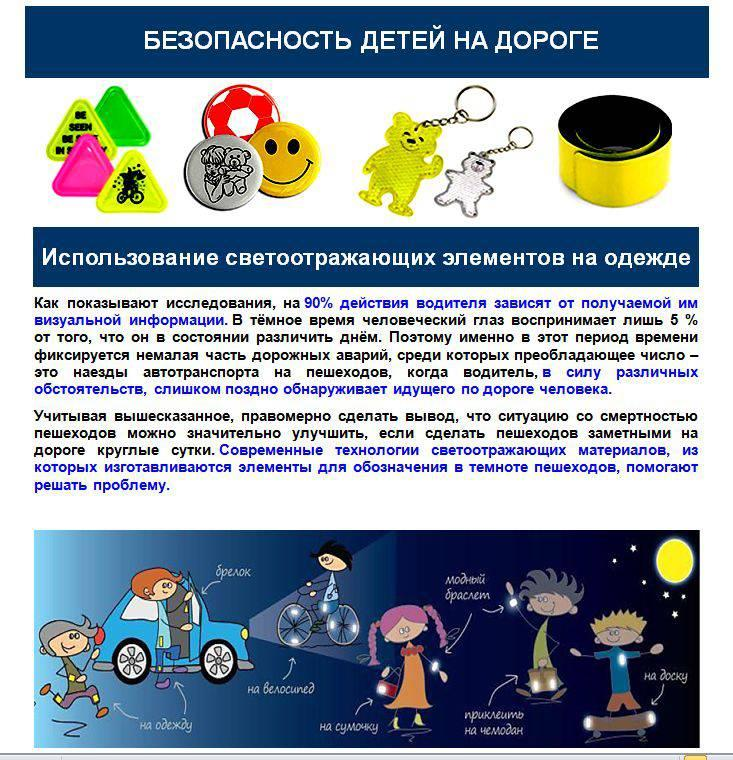 БЕЗОПАСНОСТЬ ДЕТЕЙ НА ДОРОГЕ
BE
SEEN
Использование светоотражающих элементов на одежде
Как показывают исследования, на 90% действия водителя зависят от получаемой им
визуальной информации. В тёмное время человеческий глаз воспринимает лишь 5 %
от того, что он в состоянии различить днём. Поэтому именно в этот период времени
фиксируется немалая часть дорожных аварий, среди которых преобладающее число –
это наезды автотранспорта на пешеходов, когда водитель, в силу различных
обстоятельств, слишком поздно обнаруживает идущего по дороге человека.
Учитывая вышесказанное, правомерно сделать вывод, что ситуацию со смертностью
пешеходов можно значительно улучшить, если сделать пешеходов заметными на
дороге круглые сутки. Современные технологии светоотражающих материалов, из
которых изготавливаются элементы для обозначения в темноте пешеходов, помогают
решать проблему.
брелок
модный
браслет
на велосипед
на доску
на одежду
на сумочку
приклеить
на чемодан